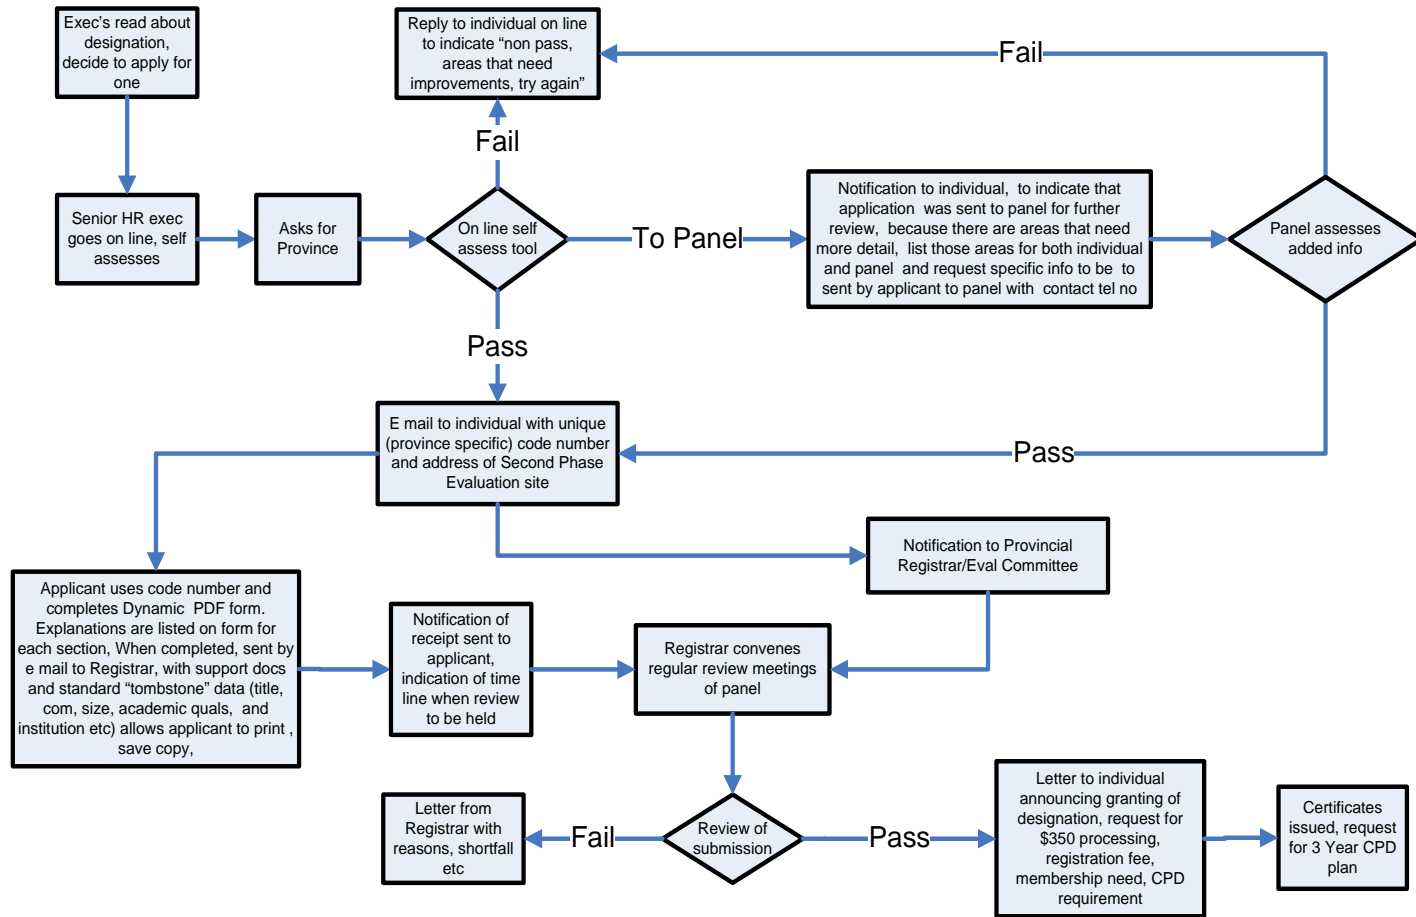 Exec's read about
designation,
decide to apply for
one
Reply to individual on line
to indicate “non pass,
areas that need
improvements, try again”
Fail
Fail
Senior HR exec
goes on line, self
assesses
Asks for
Province
On line self
assess tool
To Panel
Notification to individual, to indicate that
application was sent to panel for further
review, because there are areas that need
more detail, list those areas for both individual
and panel and request specific info to be to
sent by applicant to panel with contact tel no
Panel assesses
added info
Pass
E mail to individual with unique
(province specific) code number
and address of Second Phase
Evaluation site
Pass
Notification to Provincial
Registrar/Eval Committee
Applicant uses code number and
completes Dynamic PDF form.
Explanations are listed on form for
each section, When completed, sent by
e mail to Registrar, with support docs
and standard “tombstone” data (title,
com, size, academic quals, and
institution etc) allows applicant to print ,
save copy,
Notification of
receipt sent to
applicant,
indication of time
line when review
to be held
Registrar convenes
regular review meetings
of panel
Letter from
Registrar with
reasons, shortfall
etc
Fail
Review of
submission
Pass
Letter to individual
announcing granting of
designation, request for
$350 processing,
registration fee,
membership need, CPD
requirement
Certificates
issued, request
for 3 Year CPD
plan